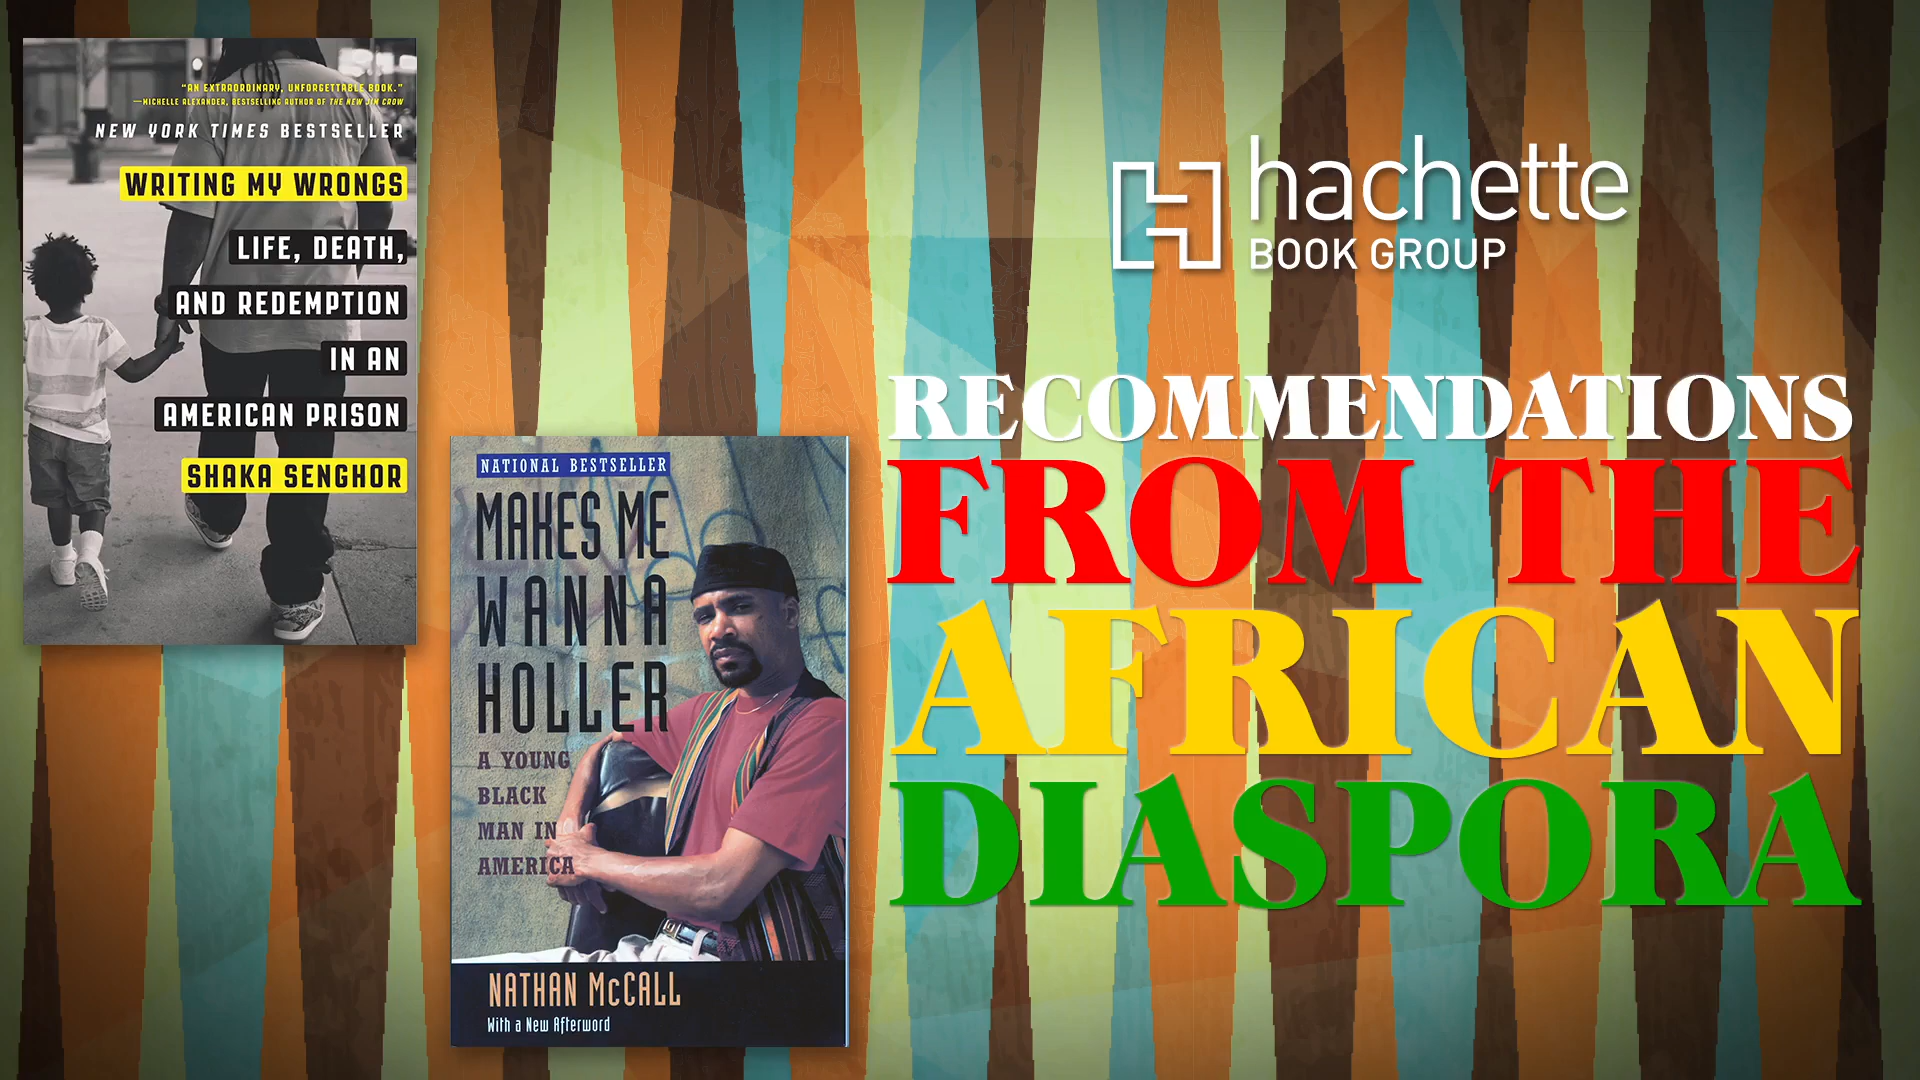 "AN EXTRAORDINARY, UNFORGETTABLE BOOK."
—MICHELLE ALEXANDER, BESTSELLING AUTHOR OF THE NEW JIM CROW
NEW YORK TIMES BESTSELLER
WRITING MY WRONGS
LIFE, DEATH,
AND REDEMPTION
IN AN
AMERICAN PRISON
SHAKA SENGHOR
NATIONAL BESTSELLER
MAKES ME
WANNA
HOLLER
A YOUNG
BLACK
MAN IN
AMERICA
NATHAN McCALL
With a New Afterword
hachette
BOOK GROUP
RECOMMENDATIONS
FROM THE
AFRICAN
DIASPORA